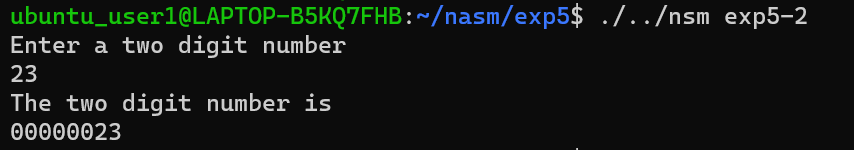 ubuntu_user1@LAPTOP-B5KQ7FHB:~/nasm/exp5$ ./../nsm exp5-2
Enter a two digit number
23
The two digit number is
00000023